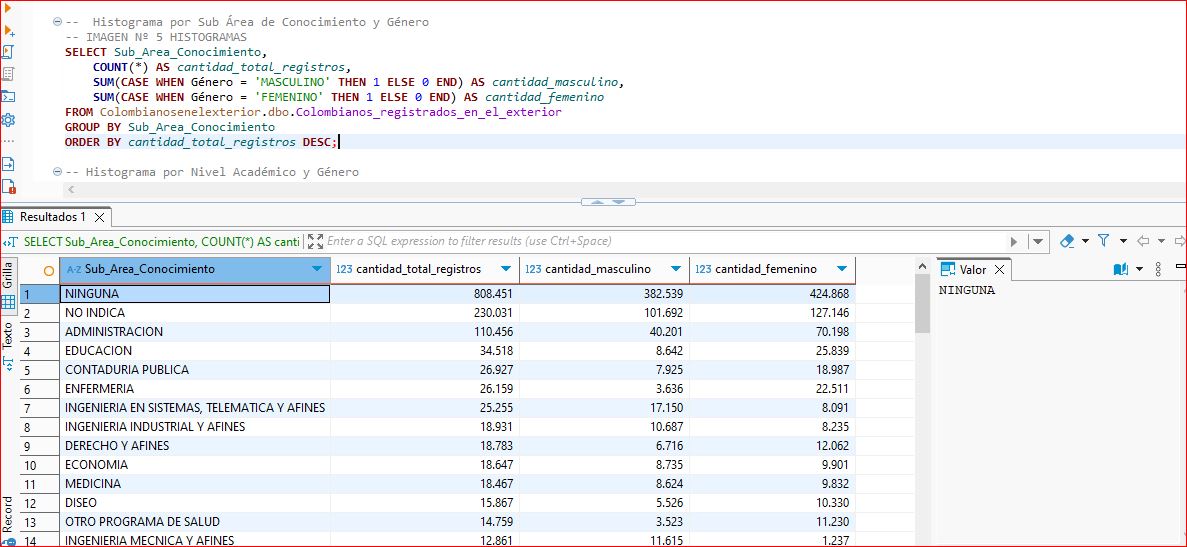 --  Histograma por Sub Área de Conocimiento y Género
-- IMAGEN Nº 5 HISTOGRAMAS
SELECT Sub_Area_Conocimiento,
COUNT(*) AS cantidad_total_registros,
SUM(CASE WHEN Género = 'MASCULINO' THEN 1 ELSE 0 END) AS cantidad_masculino,
SUM(CASE WHEN Género = 'FEMENINO' THEN 1 ELSE 0 END) AS cantidad_femenino
FROM Colombianosenelexterior.dbo.Colombianos_registrados_en_el_exterior
GROUP BY Sub_Area_Conocimiento
ORDER BY cantidad_total_registros DESC;
-- Histograma por Nivel Académico y Género
Resultados 1
SELECT Sub_Area_Conocimiento, COUNT(*) AS canti Enter a SQL expression to filter results (use Ctrl+Space)
Grilla
Texto
Record
A-Z Sub_Area_Conocimiento 123 cantidad_total_registros 123 cantidad_masculino 123 cantidad_femenino
1 NINGUNA 808.451 382.539 424.868
2 NO INDICA 230.031 101.692 127.146
3 ADMINISTRACION 110.456 40.201 70.198
4 EDUCACION 34.518 8.642 25.839
5 CONTADURIA PUBLICA 26.927 7.925 18.987
6 ENFERMERIA 26.159 3.636 22.511
7 INGENIERIA EN SISTEMAS, TELEMATICA Y AFINES 25.255 17.150 8.091
8 INGENIERIA INDUSTRIAL Y AFINES 18.931 10.687 8.235
9 DERECHO Y AFINES 18.783 6.716 12.062
10 ECONOMIA 18.647 8.735 9.901
11 MEDICINA 18.467 8.624 9.832
12 DISEO 15.867 5.526 10.330
13 OTRO PROGRAMA DE SALUD 14.759 3.523 11.230
14 INGENIERIA MECNICA Y AFINES 12.861 11.615 1.237
Valor
NINGUNA